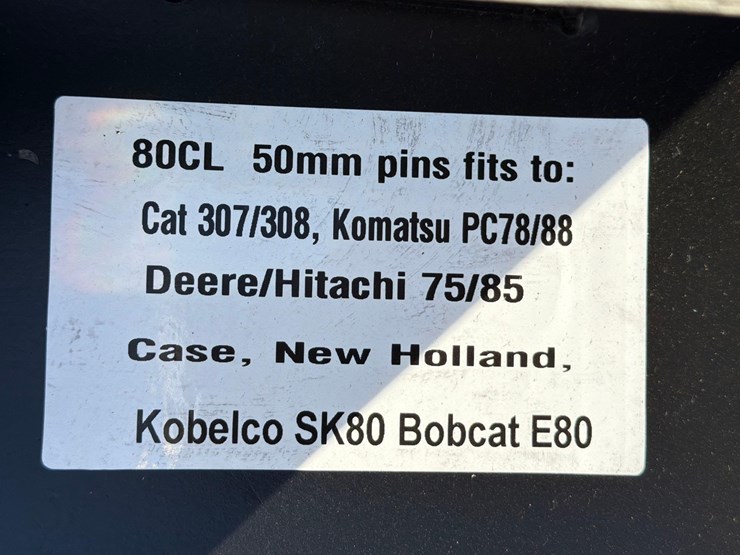 80CL 50mm pins fits to:
Cat 307/308, Komatsu PC78/88
Deere/Hitachi 75/85
Case, New Holland,
Kobelco SK80 Bobcat E80